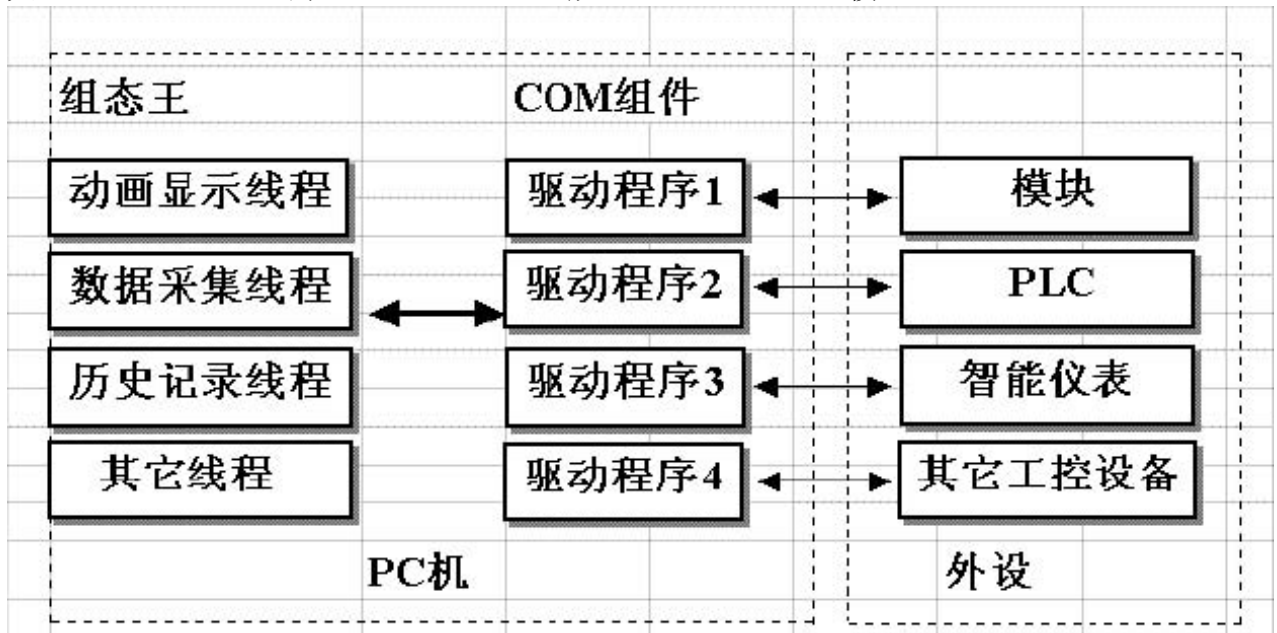 组态王 COM组件
动画显示线程 驱动程序1 模块
数据采集线程 驱动程序2 PLC
历史记录线程 驱动程序3 智能仪表
其它线程 驱动程序4 其它工控设备
PC机 外设